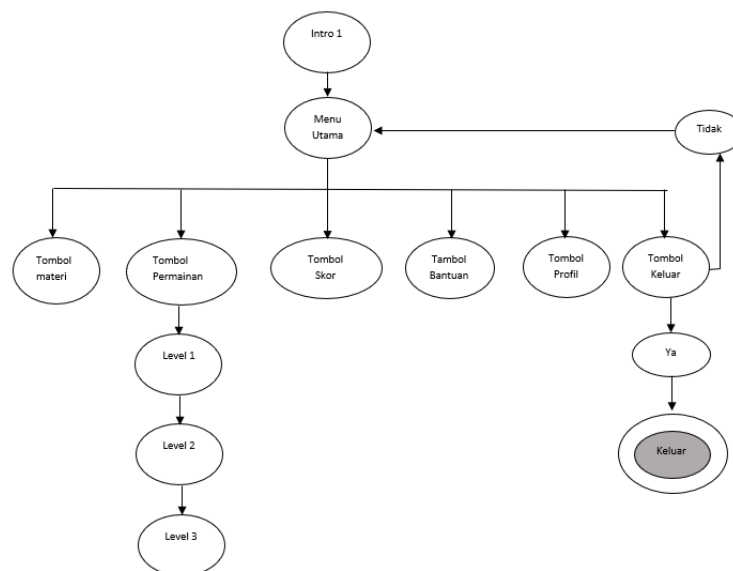 Intro 1
Menu
Utama
Tidak
Tombol
materi
Tombol
Permainan
Tombol
Skor
Tambol
Bantuan
Tombol
Profil
Tombol
Keluar
Level 1
Ya
Level 2
Keluar
Level 3